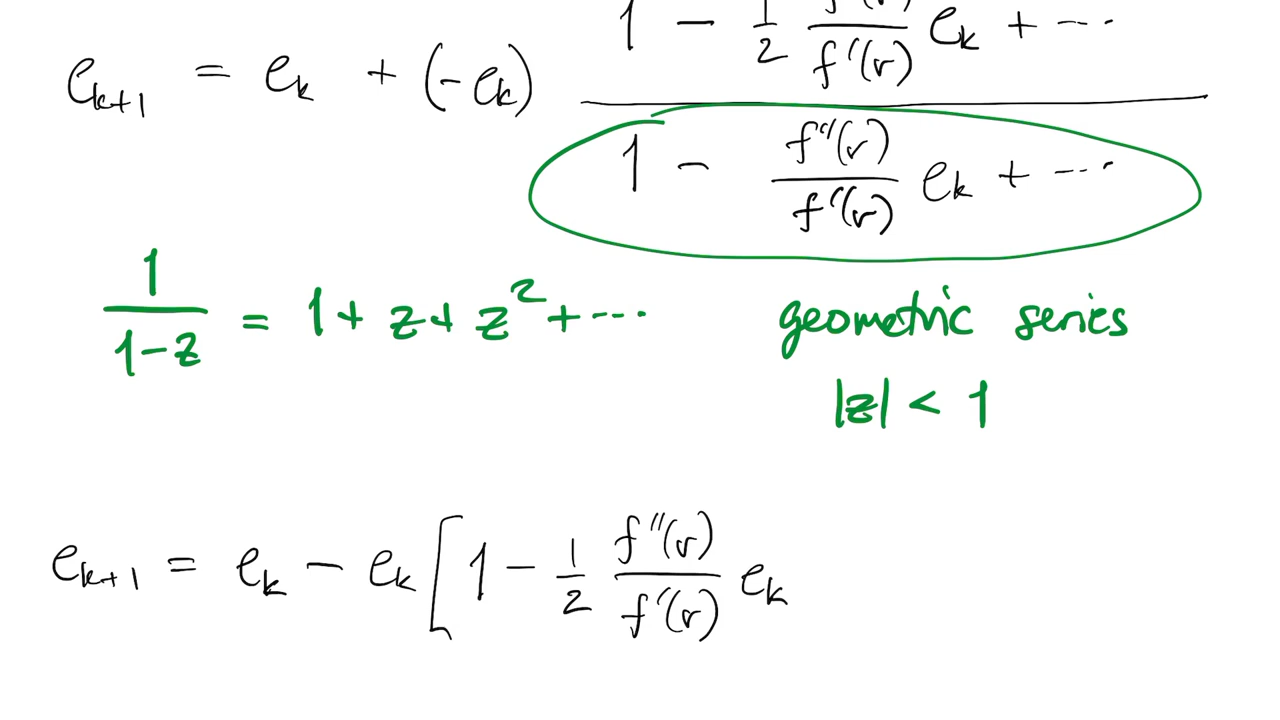 1 - 1/2 f''(r)/f'(r) e_k + ...
e_{k+1} = e_k + (-e_k)
1 - f''(r)/f'(r) e_k + ...
1/(1-z) = 1 + z + z^2 + ... geometric series
|z| < 1
e_{k+1} = e_k - e_k [ 1 - 1/2 f''(r)/f'(r) e_k